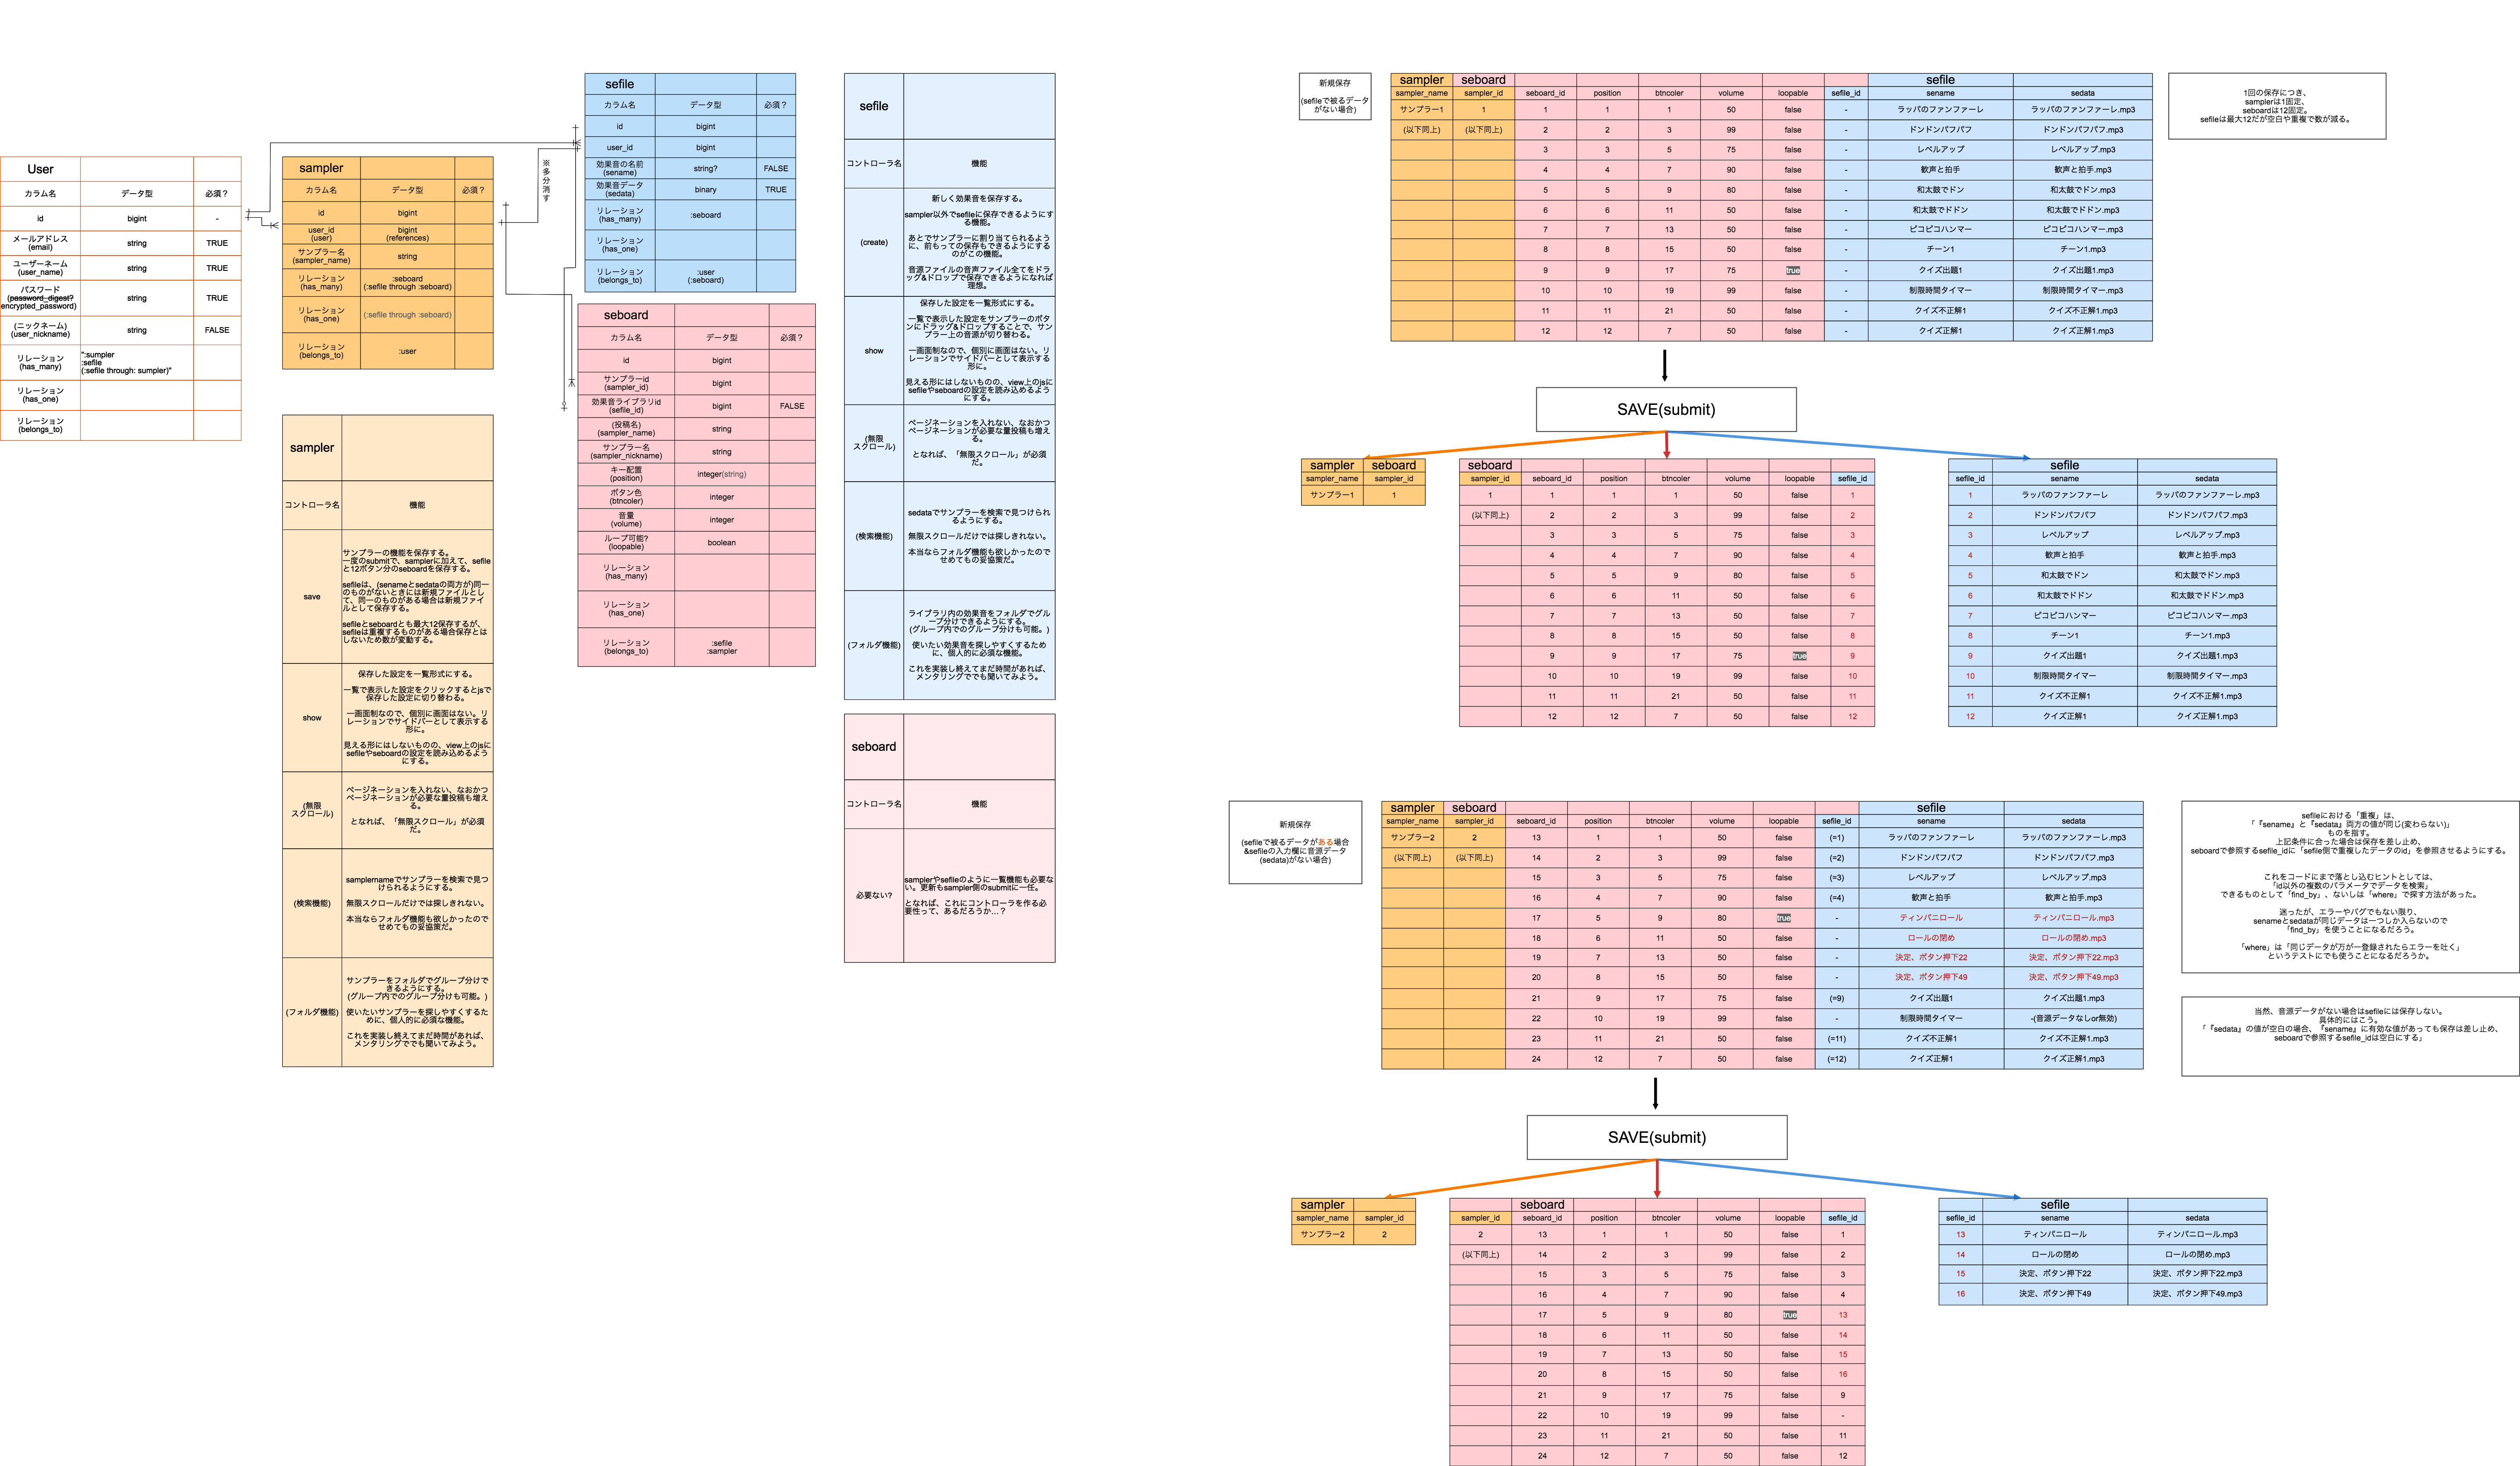 User
カラム名 データ型 必須？
id bigint -
メールアドレス
(email) string TRUE
ユーザーネーム
(user_name) string TRUE
パスワード
(password_digest?
encrypted_password) string TRUE
(ニックネーム)
(user_nickname) string FALSE
リレーション
(has_many)
":sumpler
:sefile
(:sefile through: sumpler)"
リレーション
(has_one)
リレーション
(belongs_to)
sampler
カラム名 データ型 必須？
id bigint
user_id
(user)
bigint
(references)
サンプラー名
(sampler_name) string
リレーション
(has_many)
:seboard
(:sefile through :seboard)
リレーション
(has_one) (:sefile through :seboard)
リレーション
(belongs_to) :user
sampler
コントローラ名 機能
save
サンプラーの機能を保存する。
一度のsubmitで、samplerに加えて、sefile
と12ボタン分のseboardを保存する。
sefileは、(senameとsedataの両方が)同一
のものがないときには新規ファイルとし
て、同一のものがある場合は新規ファイ
ルとして保存する。
sefileとseboardとも最大12保存するが、
sefileは重複するものがある場合保存とは
しないため数が変動する。
show
保存した設定を一覧形式にする。
一覧で表示した設定をクリックするとjsで
保存した設定に切り替わる。
一画面制なので、個別に画面はない。リ
レーションでサイドバーとして表示する
形に。
見える形にはしないものの、view上のjsに
sefileやseboardの設定を読み込めるよう
にする。
(無限
スクロール)
ページネーションを入れない、なおかつ
ページネーションが必要な量投稿も増え
る。
となれば、「無限スクロール」が必須
だ。
(検索機能)
samplernameでサンプラーを検索で見つ
けられるようにする。
無限スクロールだけでは探しきれない。
本当ならフォルダ機能も欲しかったので
せめてもの妥協策だ。
(フォルダ機能)
サンプラーをフォルダでグループ分けで
きるようにする。
(グループ内でのグループ分けも可能。)
使いたいサンプラーを探しやすくするた
めに、個人的に必須な機能。
これを実装し終えてまだ時間があれば、
メンタリングででも聞いてみよう。
※多分消す
sefile
カラム名 データ型 必須？
id bigint
user_id bigint
効果音の名前
(sename) string? FALSE
効果音データ
(sedata) binary TRUE
リレーション
(has_many) :seboard
リレーション
(has_one)
リレーション
(belongs_to)
:user
(:seboard)
seboard
カラム名 データ型 必須？
id bigint
サンプラーid
(sampler_id) bigint
効果音ライブラリid
(sefile_id) bigint FALSE
(投稿名)
(sampler_name) string
サンプラー名
(sampler_nickname) string
キー配置
(position) integer(string)
ボタン色
(btncoler) integer
音量
(volume) integer
ループ可能?
(loopable) boolean
リレーション
(has_many)
リレーション
(has_one)
リレーション
(belongs_to)
:sefile
:sampler
sefile
コントローラ名 機能
(create)
新しく効果音を保存する。
sampler以外でsefileに保存できるようにす
る機能。
あとでサンプラーに割り当てられるよう
に、前もっての保存もできるようにする
のがこの機能。
音源ファイルの音声ファイル全てをドラ
ッグ&ドロップで保存できるようになれば
理想。
show
保存した設定を一覧形式にする。
一覧で表示した設定をサンプラーのボタ
ンにドラッグ&ドロップすることで、サン
プラー上の音源が切り替わる。
一画面制なので、個別に画面はない。リ
レーションでサイドバーとして表示する
形に。
見える形にはしないものの、view上のjsに
sefileやseboardの設定を読み込めるよう
にする。
(無限
スクロール)
ページネーションを入れない、なおかつ
ページネーションが必要な量投稿も増え
る。
となれば、「無限スクロール」が必須
だ。
(検索機能)
sedataでサンプラーを検索で見つけられ
るようにする。
無限スクロールだけでは探しきれない。
本当ならフォルダ機能も欲しかったので
せめてもの妥協策だ。
(フォルダ機能)
ライブラリ内の効果音をフォルダでグル
ープ分けできるようにする。
(グループ内でのグループ分けも可能。)
使いたい効果音を探しやすくするため
に、個人的に必要な機能。
これを実装し終えてまだ時間があれば、
メンタリングででも聞いてみよう。
seboard
コントローラ名 機能
必要ない?
samplerやsefileのように一覧機能も必要な
い。更新もsampler側のsubmitに一任。
となれば、これにコントローラを作る必
要性って、あるだろうか…？
新規保存
(sefileで被るデータ
がない場合)
sampler seboard sefile
sampler_name sampler_id seboard_id position btncoler volume loopable sefile_id sename sedata
サンプラー1 1 1 1 1 50 false - ラッパのファンファーレ ラッパのファンファーレ.mp3
(以下同上) (以下同上) 2 2 3 99 false - ドンドンパフパフ ドンドンパフパフ.mp3
3 3 5 75 false - レベルアップ レベルアップ.mp3
4 4 7 90 false - 歓声と拍手 歓声と拍手.mp3
5 5 9 80 false - 和太鼓でドン 和太鼓でドン.mp3
6 6 11 50 false - 和太鼓でドドン 和太鼓でドドン.mp3
7 7 13 50 false - ピコピコハンマー ピコピコハンマー.mp3
8 8 15 50 false - チーン1 チーン1.mp3
9 9 17 75 true - クイズ出題1 クイズ出題1.mp3
10 10 19 99 false - 制限時間タイマー 制限時間タイマー.mp3
11 11 21 50 false - クイズ不正解1 クイズ不正解1.mp3
12 12 7 50 false - クイズ正解1 クイズ正解1.mp3
1回の保存につき、
samplerは1固定、
seboardは12固定。
sefileは最大12だが空白や重複で数が減る。
SAVE(submit)
sampler seboard
sampler_name sampler_id
サンプラー1 1
seboard
sampler_id seboard_id position btncoler volume loopable sefile_id
1 1 1 1 50 false 1
(以下同上) 2 2 3 99 false 2
3 3 5 75 false 3
4 4 7 90 false 4
5 5 9 80 false 5
6 6 11 50 false 6
7 7 13 50 false 7
8 8 15 50 false 8
9 9 17 75 true 9
10 10 19 99 false 10
11 11 21 50 false 11
12 12 7 50 false 12
sefile
sefile_id sename sedata
1 ラッパのファンファーレ ラッパのファンファーレ.mp3
2 ドンドンパフパフ ドンドンパフパフ.mp3
3 レベルアップ レベルアップ.mp3
4 歓声と拍手 歓声と拍手.mp3
5 和太鼓でドン 和太鼓でドン.mp3
6 和太鼓でドドン 和太鼓でドドン.mp3
7 ピコピコハンマー ピコピコハンマー.mp3
8 チーン1 チーン1.mp3
9 クイズ出題1 クイズ出題1.mp3
10 制限時間タイマー 制限時間タイマー.mp3
11 クイズ不正解1 クイズ不正解1.mp3
12 クイズ正解1 クイズ正解1.mp3
新規保存
(sefileで被るデータがある場合
&sefileの入力欄に音源データ
(sedata)がない場合)
sampler seboard sefile
sampler_name sampler_id seboard_id position btncoler volume loopable sefile_id sename sedata
サンプラー2 2 13 1 1 50 false (=1) ラッパのファンファーレ ラッパのファンファーレ.mp3
(以下同上) (以下同上) 14 2 3 99 false (=2) ドンドンパフパフ ドンドンパフパフ.mp3
15 3 5 75 false (=3) レベルアップ レベルアップ.mp3
16 4 7 90 false (=4) 歓声と拍手 歓声と拍手.mp3
17 5 9 80 true - ティンパニロール ティンパニロール.mp3
18 6 11 50 false - ロールの閉め ロールの閉め.mp3
19 7 13 50 false - 決定、ボタン押下22 決定、ボタン押下22.mp3
20 8 15 50 false - 決定、ボタン押下49 決定、ボタン押下49.mp3
21 9 17 75 false (=9) クイズ出題1 クイズ出題1.mp3
22 10 19 99 false - 制限時間タイマー -(音源データなしor無効)
23 11 21 50 false (=11) クイズ不正解1 クイズ不正解1.mp3
24 12 7 50 false (=12) クイズ正解1 クイズ正解1.mp3
sefileにおける「重複」は、
「『sename』と『sedata』両方の値が同じ(変わらない)」
ものを指す。
上記条件に合った場合は保存を差し止め、
seboardで参照するsefile_idに「sefile側で重複したデータのid」を参照させるようにする。
これをコードにまで落とし込むヒントとしては、
「id以外の複数のパラメータでデータを検索」
できるものとして「find_by」、ないしは「where」で探す方法があった。
迷ったが、エラーやバグでもない限り、
senameとsedataが同じデータは一つしか入らないので
「find_by」を使うことになるだろう。
「where」は「同じデータが万が一登録されたらエラーを吐く」
というテストにでも使うことになるだろうか。
当然、音源データがない場合はsefileには保存しない。
具体的にはこう。
「『sedata』の値が空白の場合、『sename』に有効な値があっても保存は差し止め、
seboardで参照するsefile_idは空白にする」
SAVE(submit)
sampler
sampler_name sampler_id
サンプラー2 2
seboard
sampler_id seboard_id position btncoler volume loopable sefile_id
2 13 1 1 50 false 1
(以下同上) 14 2 3 99 false 2
15 3 5 75 false 3
16 4 7 90 false 4
17 5 9 80 true 13
18 6 11 50 false 14
19 7 13 50 false 15
20 8 15 50 false 16
21 9 17 75 false 9
22 10 19 99 false -
23 11 21 50 false 11
24 12 7 50 false 12
sefile
sefile_id sename sedata
13 ティンパニロール ティンパニロール.mp3
14 ロールの閉め ロールの閉め.mp3
15 決定、ボタン押下22 決定、ボタン押下22.mp3
16 決定、ボタン押下49 決定、ボタン押下49.mp3